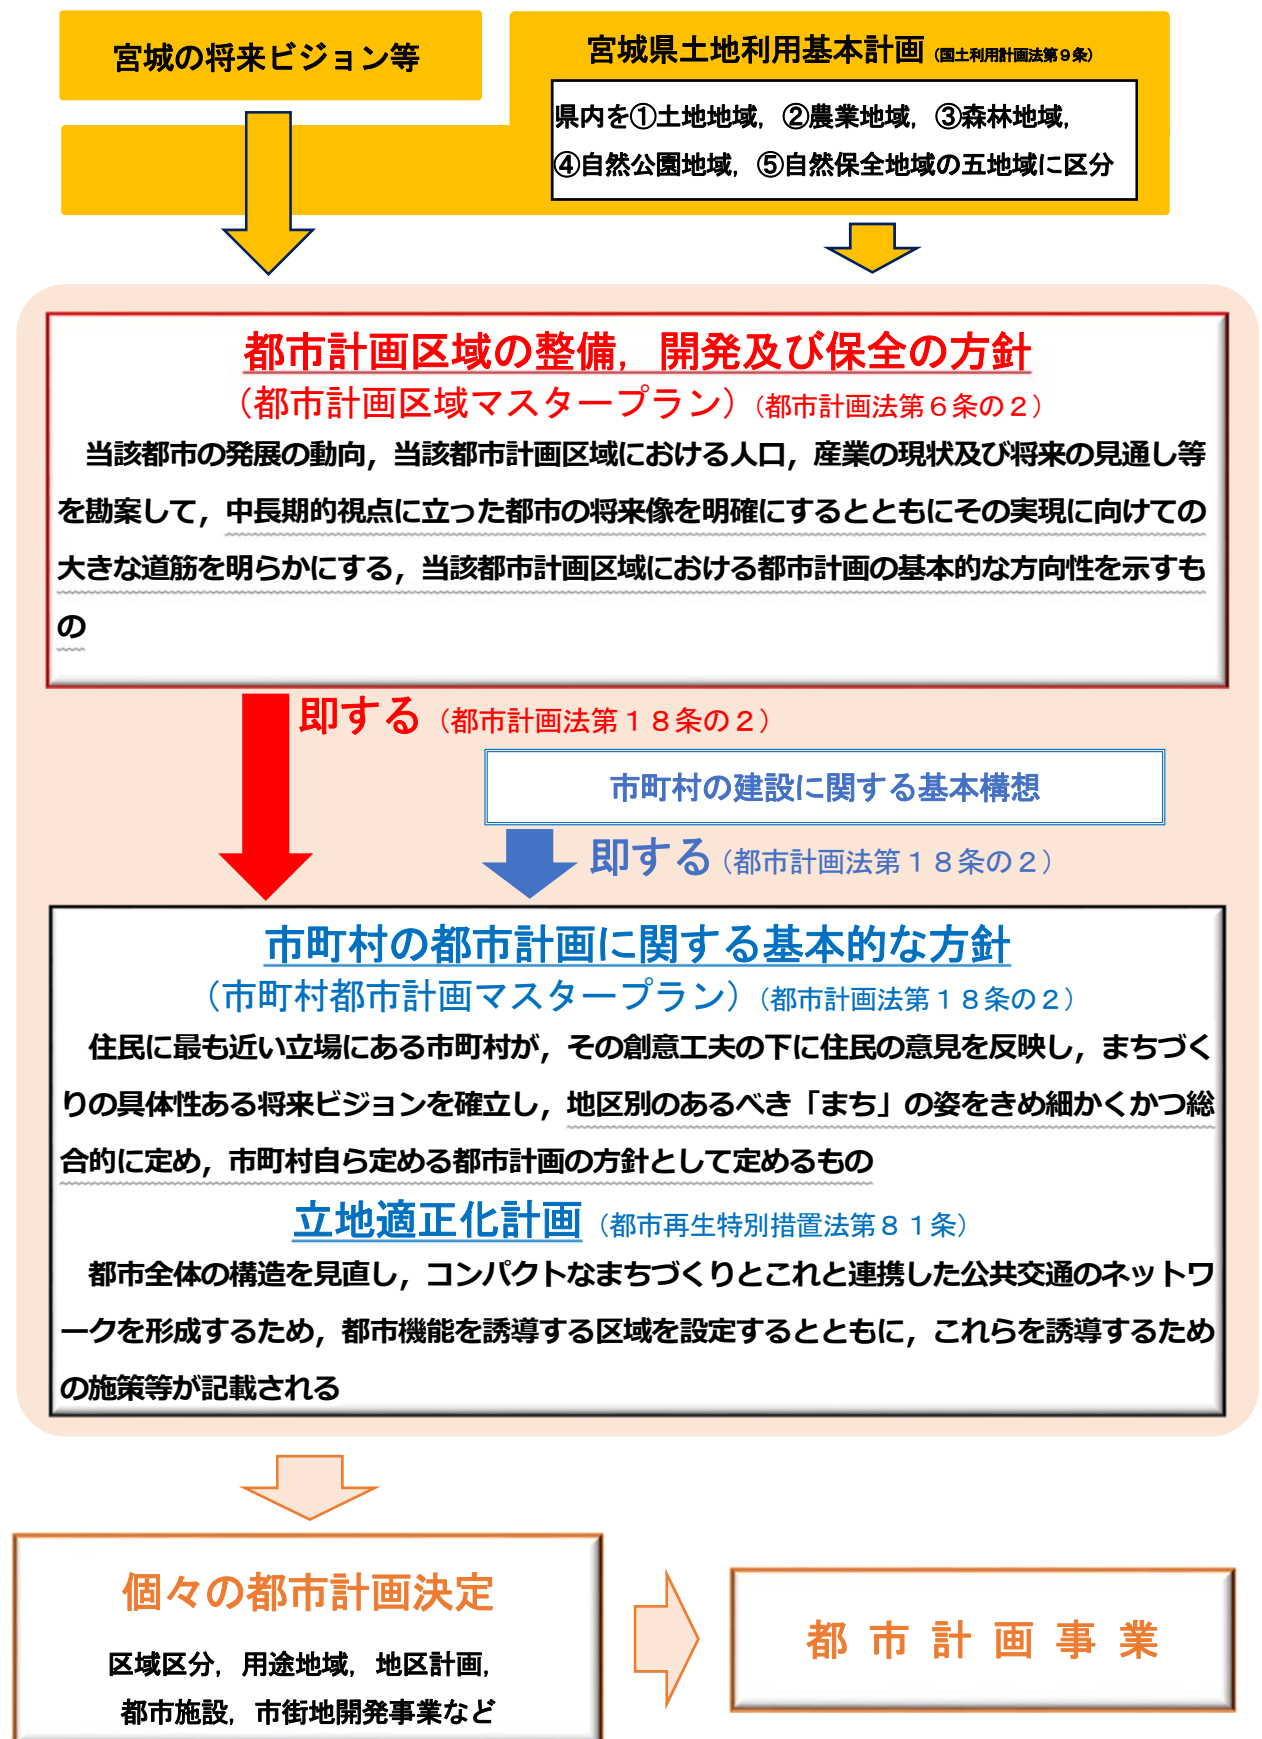 宮城の将来ビジョン等
宮城県土地利用基本計画（国土利用計画法第９条）
県内を①土地地域，②農業地域，③森林地域，
④自然公園地域，⑤自然保全地域の五地域に区分
都市計画区域の整備，開発及び保全の方針
（都市計画区域マスタープラン）（都市計画法第６条の２）
当該都市の発展の動向，当該都市計画区域における人口，産業の現状及び将来の見通し等
を勘案して，中長期的視点に立った都市の将来像を明確にするとともにその実現に向けての
大きな道筋を明らかにする，当該都市計画区域における都市計画の基本的な方向性を示すも
の
即する（都市計画法第１８条の２）
市町村の建設に関する基本構想
即する（都市計画法第１８条の２）
市町村の都市計画に関する基本的な方針
（市町村都市計画マスタープラン）（都市計画法第１８条の２）
住民に最も近い立場にある市町村が，その創意工夫の下に住民の意見を反映し，まちづく
りの具体性ある将来ビジョンを確立し，地区別のあるべき「まち」の姿をきめ細かくかつ総
合的に定め，市町村自ら定める都市計画の方針として定めるもの
立地適正化計画（都市再生特別措置法第８１条）
都市全体の構造を見直し，コンパクトなまちづくりとこれと連携した公共交通のネットワ
ークを形成するため，都市機能を誘導する区域を設定するとともに，これらを誘導するため
の施策等が記載される
個々の都市計画決定
区域区分，用途地域，地区計画，
都市施設，市街地開発事業など
都市計画事業